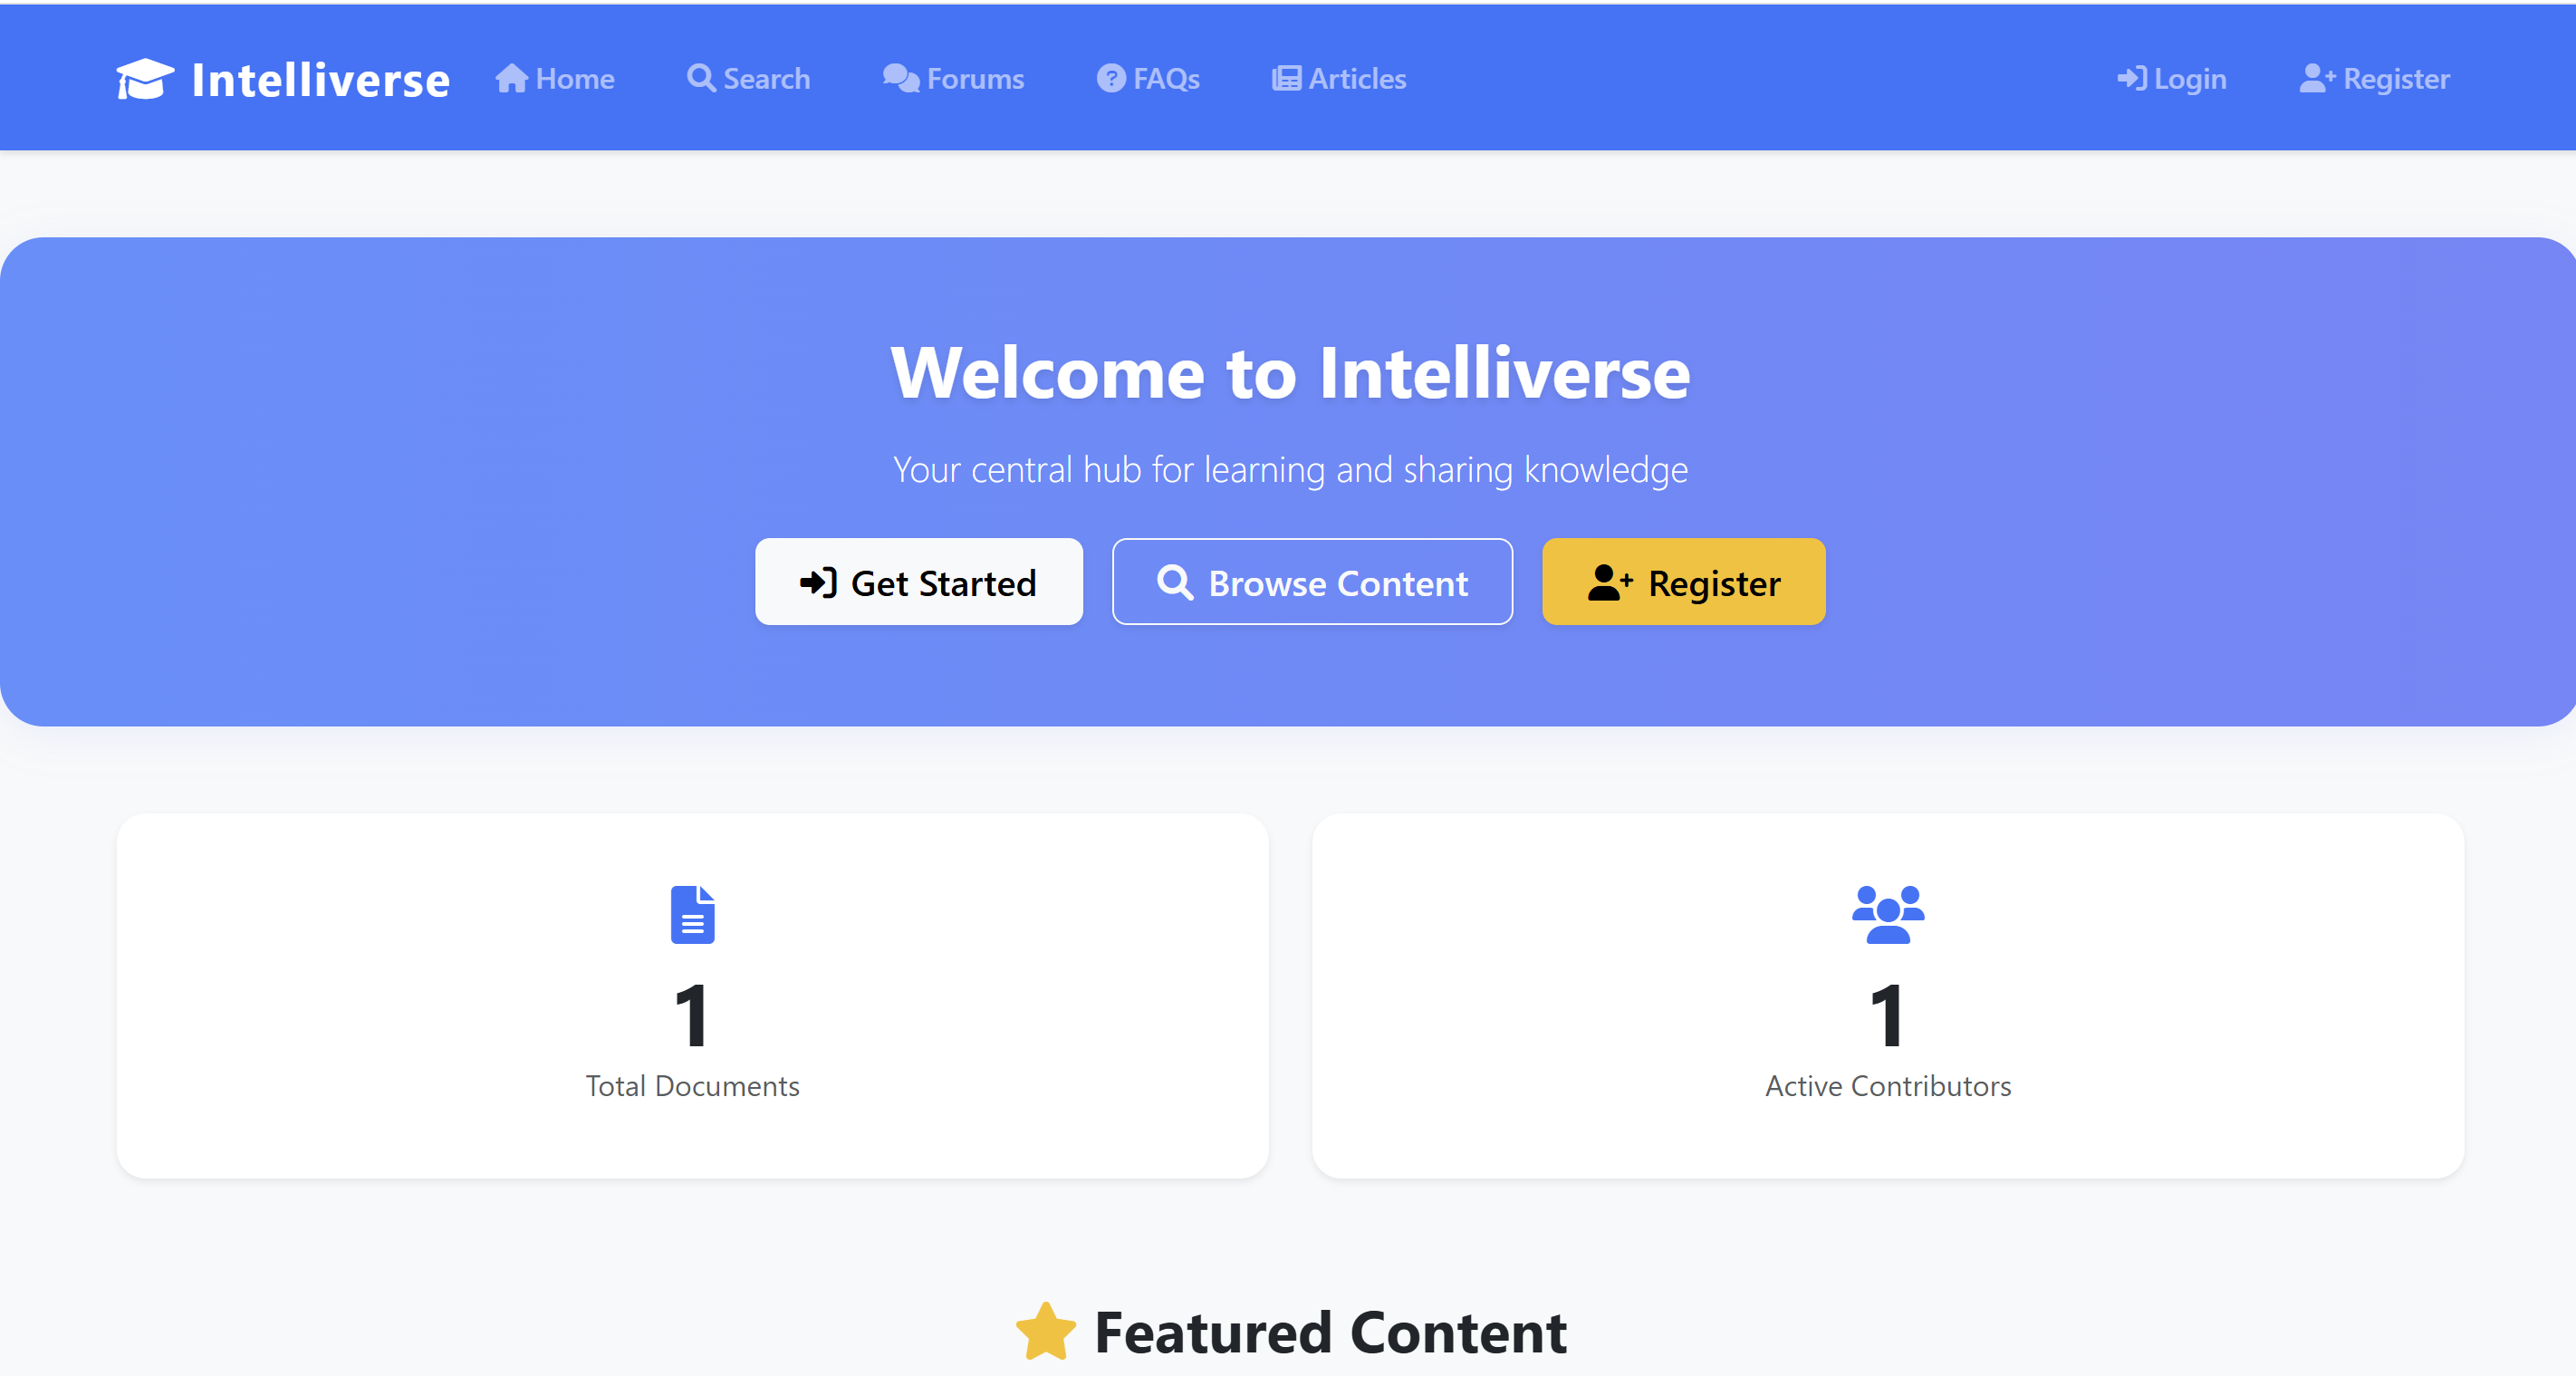 Intelliverse Home Search Forums FAQs Articles Login Register
Welcome to Intelliverse
Your central hub for learning and sharing knowledge
Get Started Browse Content Register
1
Total Documents
1
Active Contributors
Featured Content